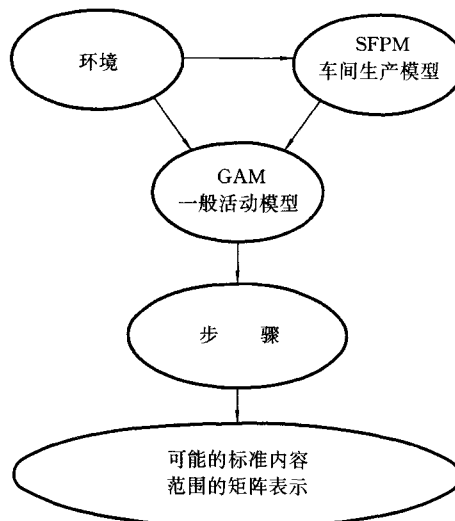 环境
SFPM
车间生产模型
GAM
一般活动模型
步 骤
可能的标准内容
范围的矩阵表示